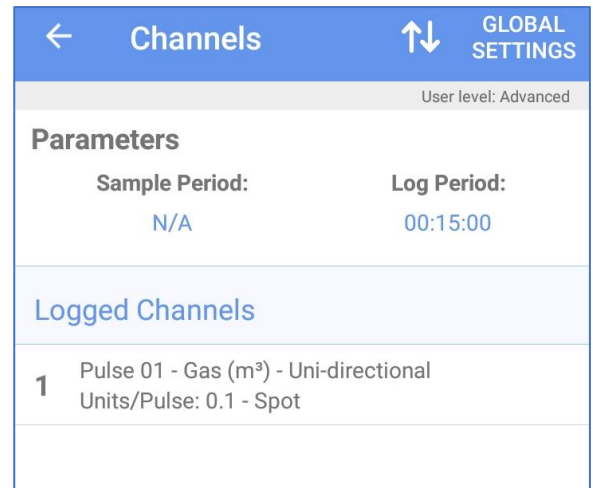 Channels
GLOBAL
SETTINGS
User level: Advanced
Parameters
Sample Period:
Log Period:
N/A
00:15:00
Logged Channels
1
Pulse 01 - Gas (m³) - Uni-directional
Units/Pulse: 0.1 - Spot